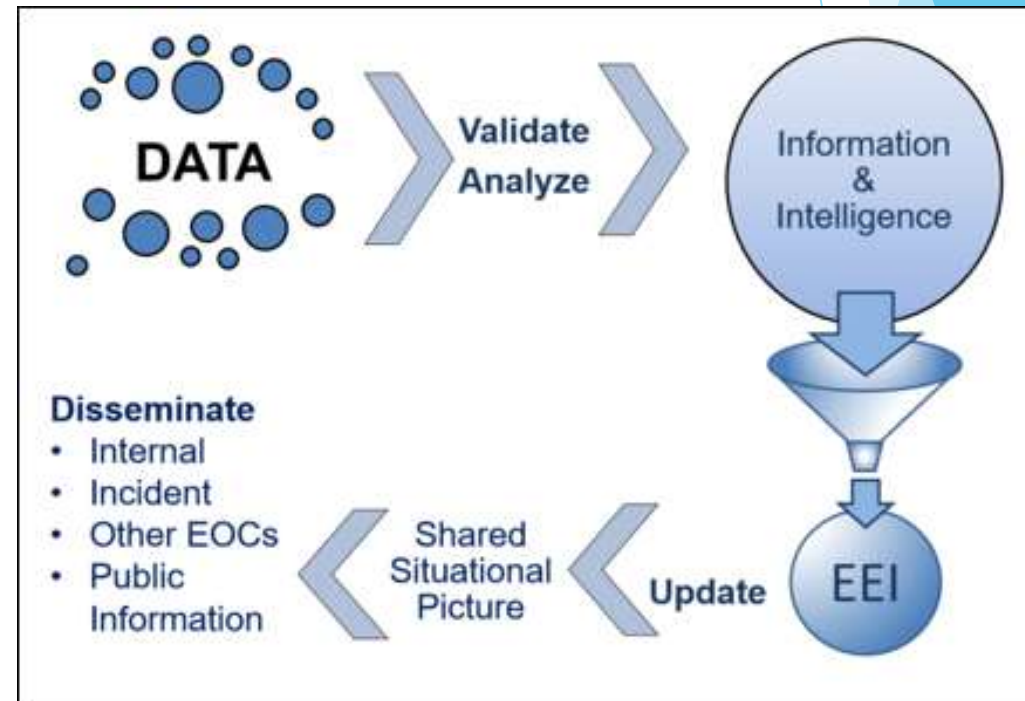 DATA
Validate
Analyze
Information
&
Intelligence
EEI
Update
Shared
Situational
Picture
Disseminate
• Internal
• Incident
• Other EOCs
• Public
Information